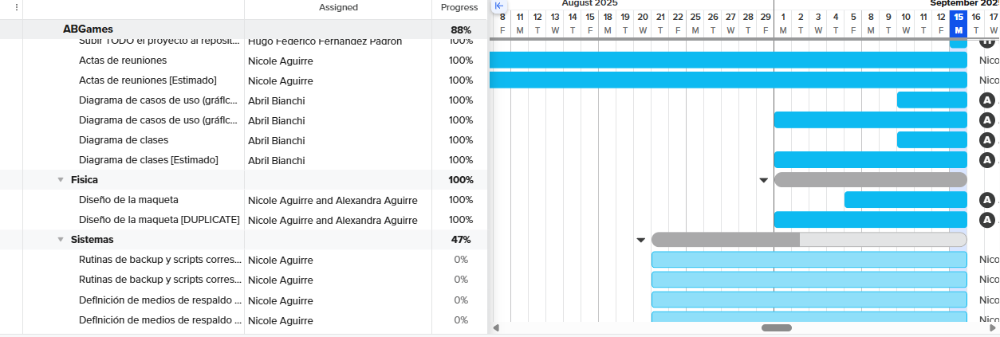 August 2025 September 2025
Assigned Progress
8 11 12 13 14 15 18 19 20 21 22 25 26 27 28 29 1 2 3 4 5 8 9 10 11 12 15 16 17
F M T W T F M T W T F M T W T F M T W T F M T W T F M T W
ABGames 88%
Subir TODO el proyecto al reposit... Hugo Federico Fernández Padrón 100% H
Actas de reuniones Nicole Aguirre 100% Nico
Actas de reuniones [Estimado] Nicole Aguirre 100% Nico
Diagrama de casos de uso (gráfic... Abril Bianchi 100% A
Diagrama de casos de uso (gráfic... Abril Bianchi 100% A
Diagrama de clases Abril Bianchi 100% A
Diagrama de clases [Estimado] Abril Bianchi 100% A
Fisica 100%
Diseño de la maqueta Nicole Aguirre and Alexandra Aguirre 100% A
Diseño de la maqueta [DUPLICATE] Nicole Aguirre and Alexandra Aguirre 100% A
Sistemas 47%
Rutinas de backup y scripts corres... Nicole Aguirre 0% Nico
Rutinas de backup y scripts corres... Nicole Aguirre 0% Nico
Definición de medios de respaldo ... Nicole Aguirre 0% Nico
Definición de medios de respaldo ... Nicole Aguirre 0% Nico